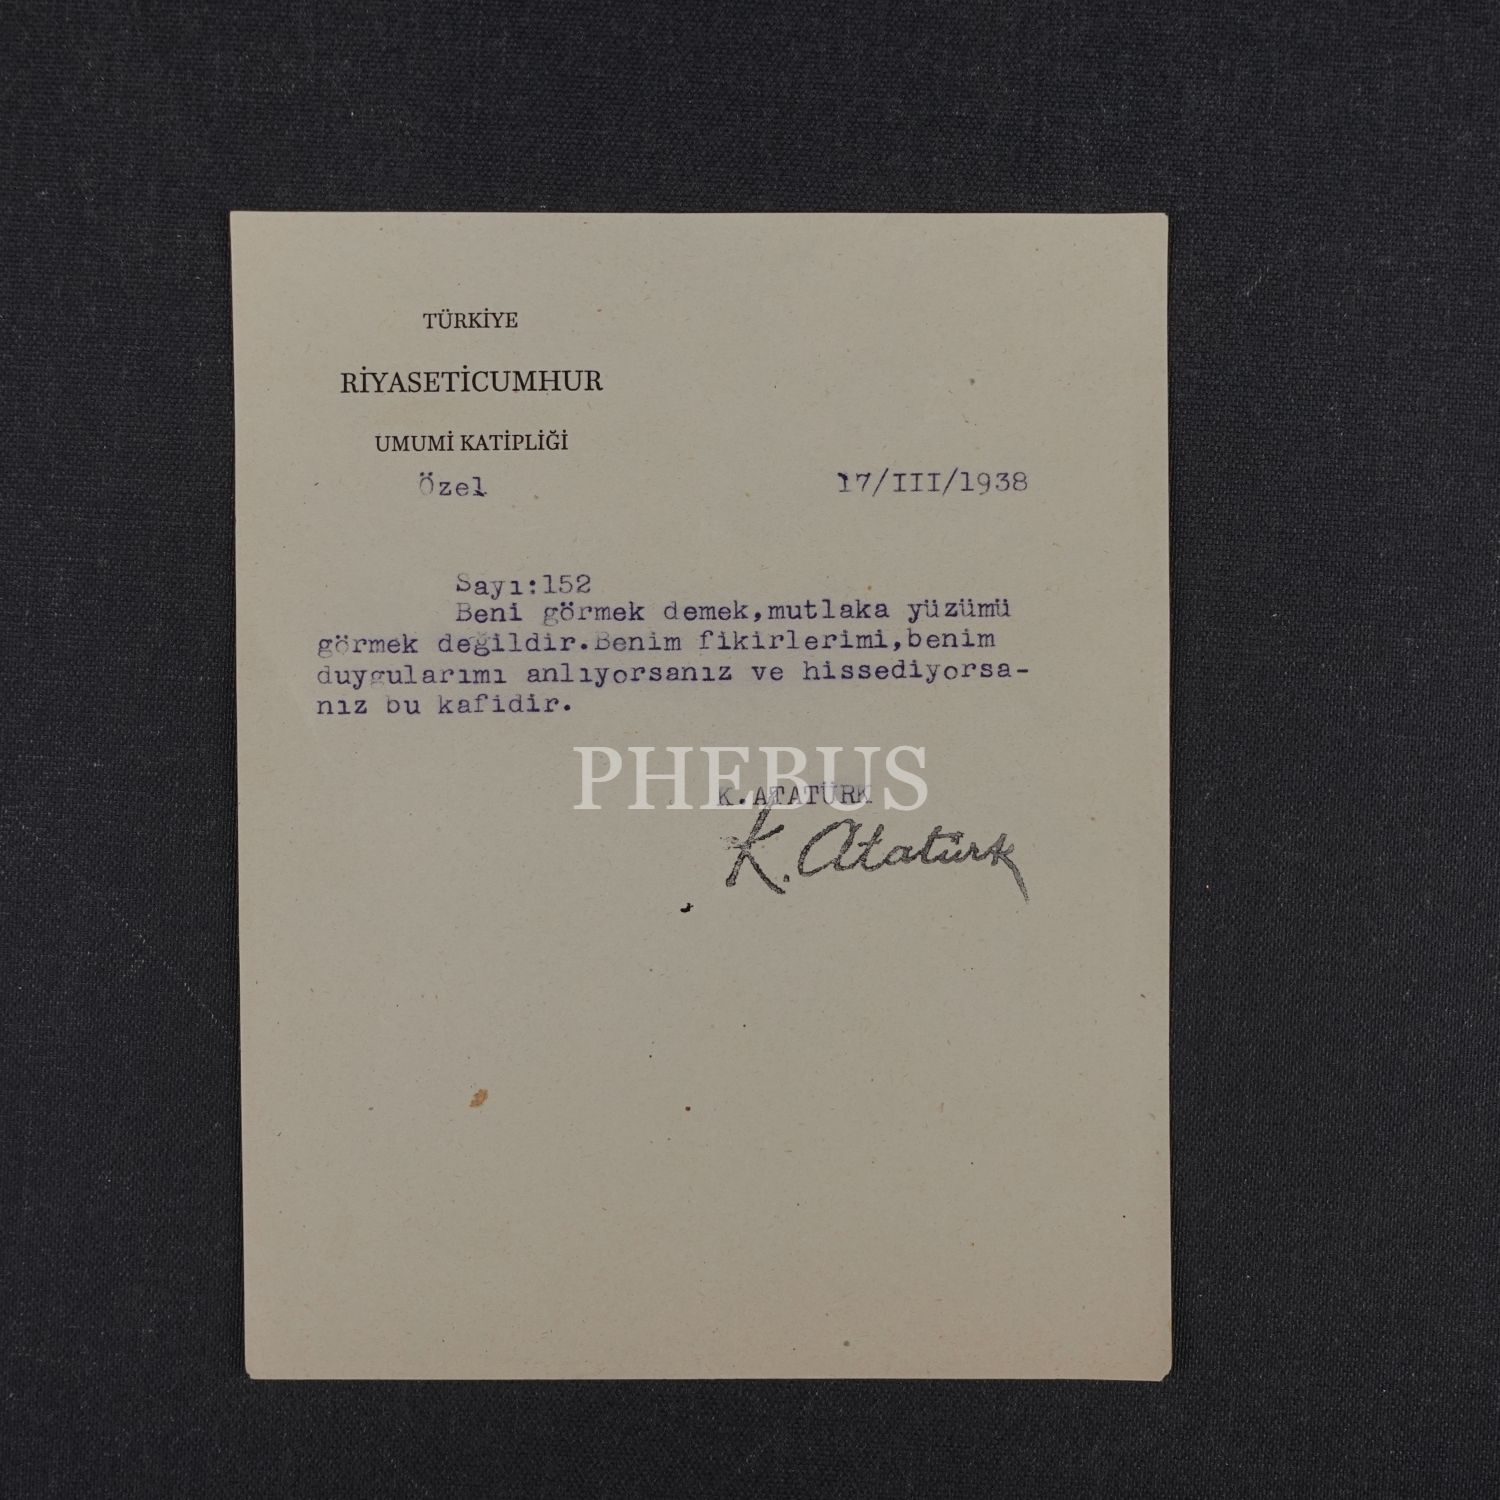 TÜRKİYE
RİYASETİCUMHUR
UMUMİ KATİPLİĞİ
Özel
17/III/1938
Sayı:152
Beni görmek demek,mutlaka yüzümü
görmek değildir.Benim fikirlerimi,benim
duygularımı anlıyorsanız ve hissediyorsa-
nız bu kafidir.
PHEBUS
K.ATATÜRK
K. Atatürk